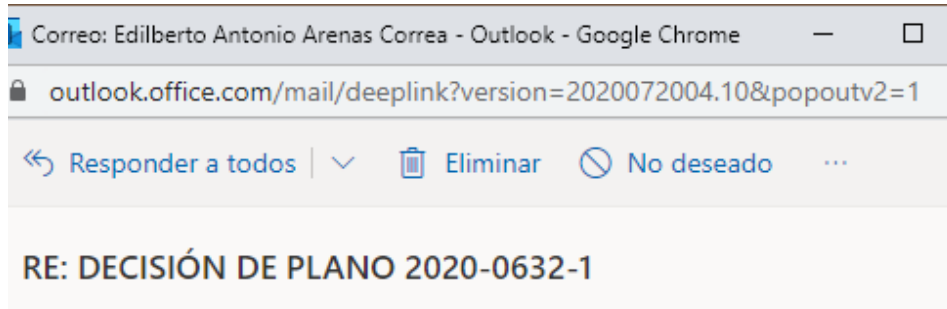 Correo: Edilberto Antonio Arenas Correa - Outlook - Google Chrome
outlook.office.com/mail/deeplink?version=2020072004.10&popoutv2=1
Responder a todos Eliminar No deseado ...
RE: DECISIÓN DE PLANO 2020-0632-1